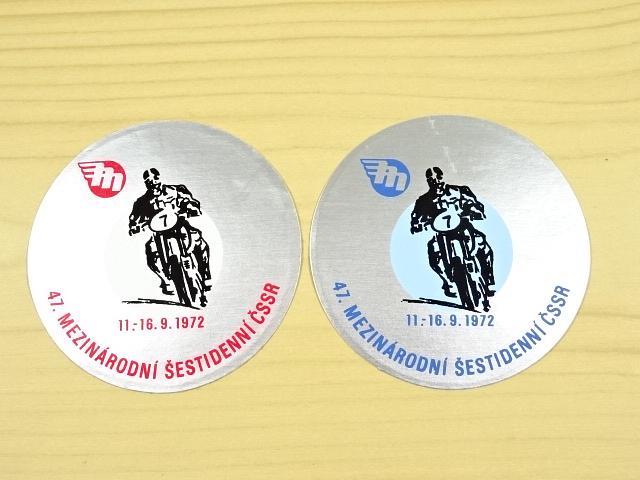 m
7
11.-16. 9. 1972
47. MEZINÁRODNÍ ŠESTIDENNÍ ČSSR
m
7
11.-16. 9. 1972
47. MEZINÁRODNÍ ŠESTIDENNÍ ČSSR